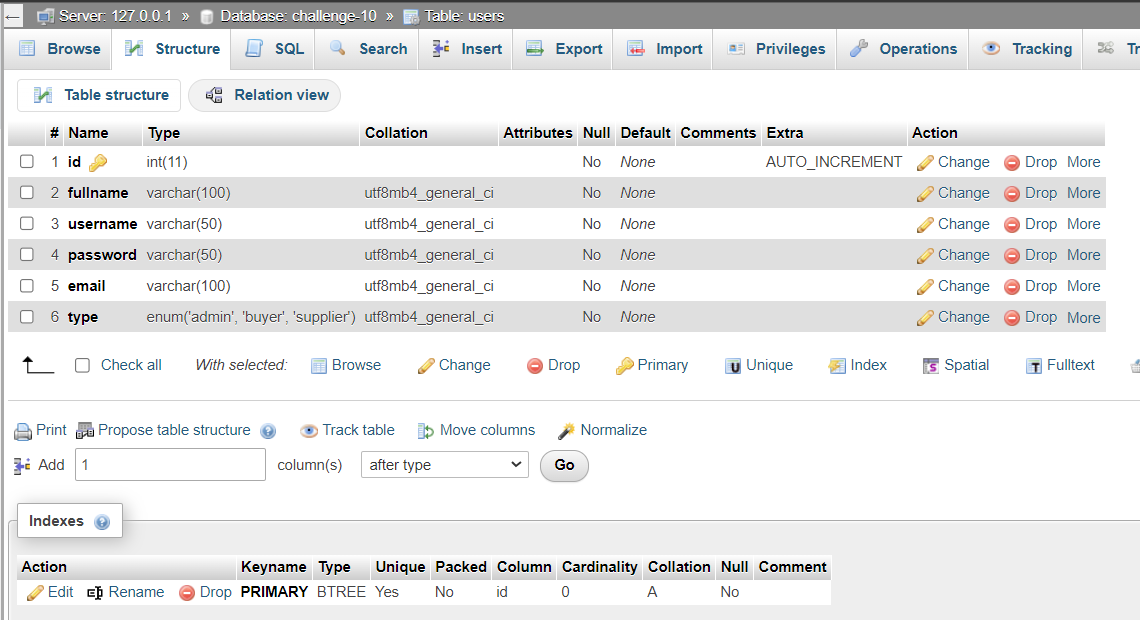 Server: 127.0.0.1 » Database: challenge-10 » Table: users
Browse Structure SQL Search Insert Export Import Privileges Operations Tracking Tr
Table structure Relation view
# Name Type Collation Attributes Null Default Comments Extra Action
1 id int(11) No None AUTO_INCREMENT Change Drop More
2 fullname varchar(100) utf8mb4_general_ci No None Change Drop More
3 username varchar(50) utf8mb4_general_ci No None Change Drop More
4 password varchar(50) utf8mb4_general_ci No None Change Drop More
5 email varchar(100) utf8mb4_general_ci No None Change Drop More
6 type enum('admin', 'buyer', 'supplier') utf8mb4_general_ci No None Change Drop More
Check all With selected: Browse Change Drop Primary Unique Index Spatial Fulltext
Print Propose table structure Track table Move columns Normalize
Add 1 column(s) after type Go
Indexes
Action Keyname Type Unique Packed Column Cardinality Collation Null Comment
Edit Rename Drop PRIMARY BTREE Yes No id 0 A No